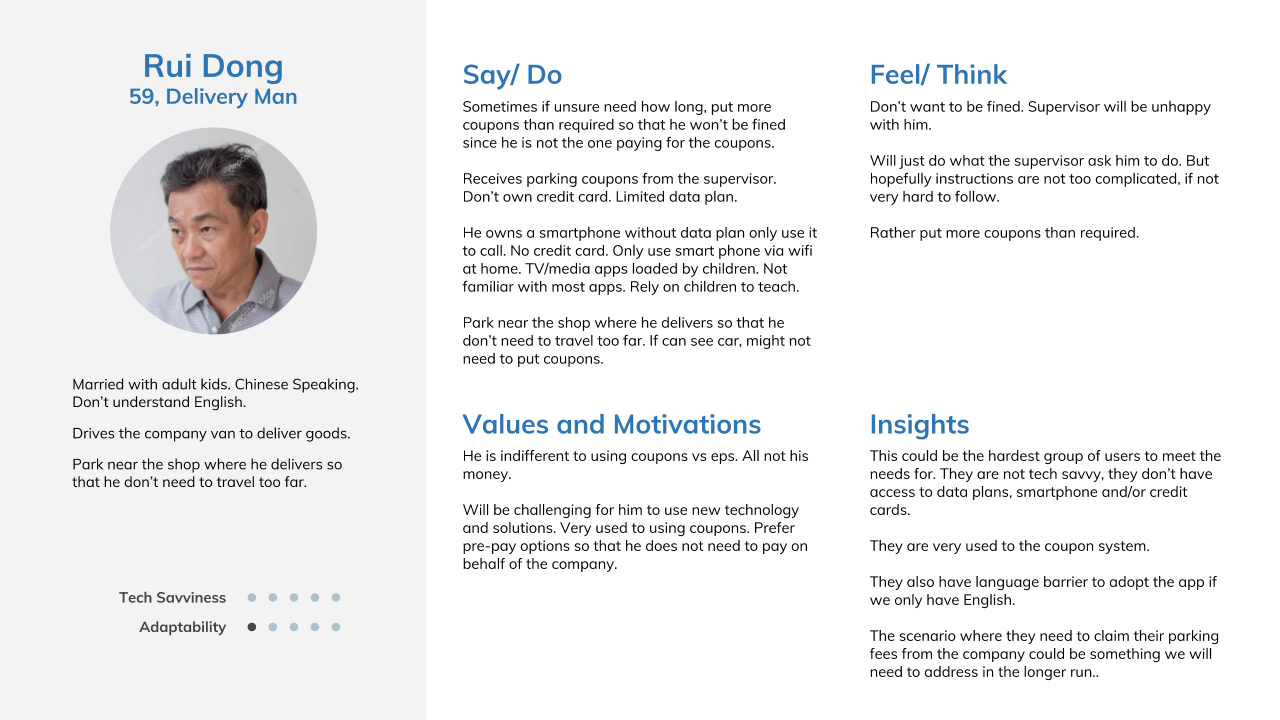 Rui Dong
59, Delivery Man
depositphotos
Married with adult kids. Chinese Speaking.
Don’t understand English.
Drives the company van to deliver goods.
Park near the shop where he delivers so
that he don’t need to travel too far.
Tech Savviness
Adaptability
Say/ Do
Sometimes if unsure need how long, put more
coupons than required so that he won’t be fined
since he is not the one paying for the coupons.
Receives parking coupons from the supervisor.
Don’t own credit card. Limited data plan.
He owns a smartphone without data plan only use it
to call. No credit card. Only use smart phone via wifi
at home. TV/media apps loaded by children. Not
familiar with most apps. Rely on children to teach.
Park near the shop where he delivers so that he
don’t need to travel too far. If can see car, might not
need to put coupons.
Feel/ Think
Don’t want to be fined. Supervisor will be unhappy
with him.
Will just do what the supervisor ask him to do. But
hopefully instructions are not too complicated, if not
very hard to follow.
Rather put more coupons than required.
Values and Motivations
He is indifferent to using coupons vs eps. All not his
money.
Will be challenging for him to use new technology
and solutions. Very used to using coupons. Prefer
pre-pay options so that he does not need to pay on
behalf of the company.
Insights
This could be the hardest group of users to meet the
needs for. They are not tech savvy, they don’t have
access to data plans, smartphone and/or credit
cards.
They are very used to the coupon system.
They also have language barrier to adopt the app if
we only have English.
The scenario where they need to claim their parking
fees from the company could be something we will
need to address in the longer run..